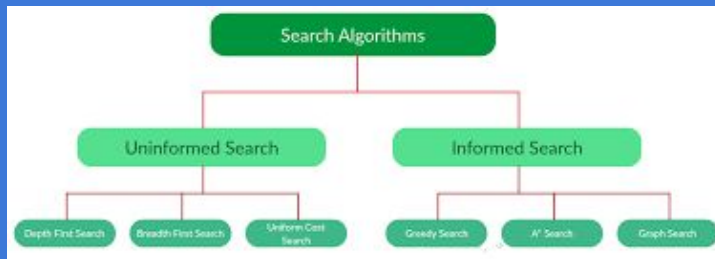 Search Algorithms
Uninformed Search
Informed Search
Depth First Search
Breadth First Search
Uniform Cost
Search
Greedy Search
A* Search
Graph Search